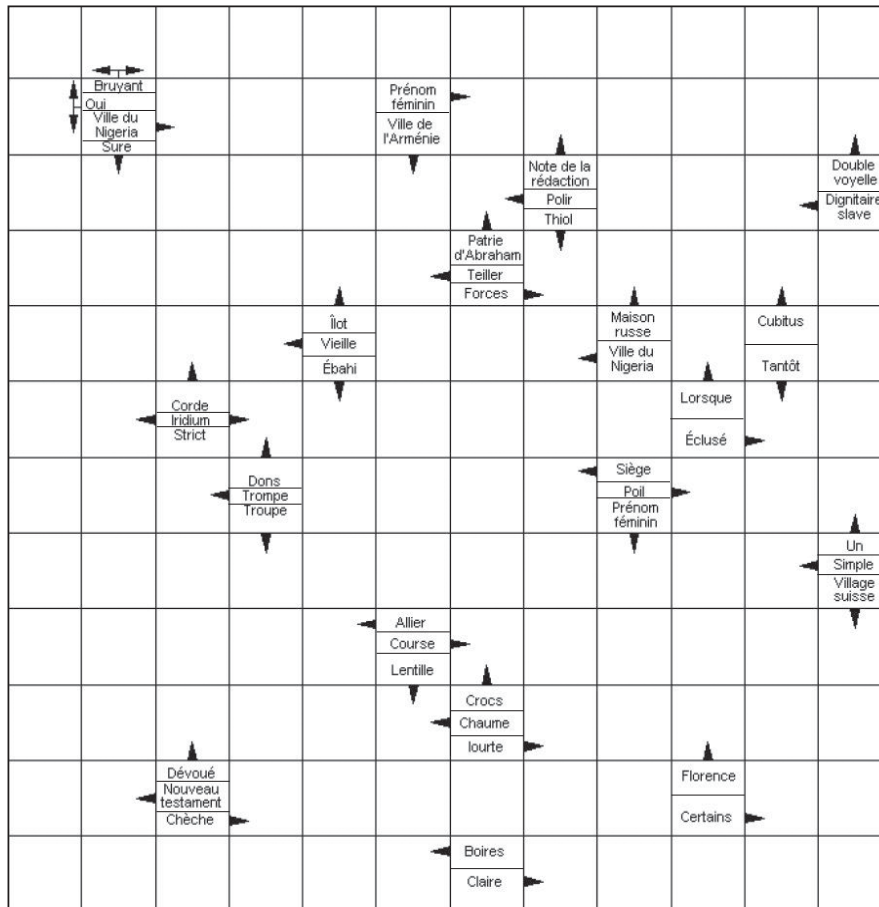 Bruyant
Oui
Ville du
Nigeria
Sure
Prénom
féminin
Ville de
l'Arménie
Note de la
rédaction
Polir
Thiol
Double
voyelle
Dignitaire
slave
Patrie
d'Abraham
Teiller
Forces
Îlot
Vieille
Ébahi
Maison
russe
Ville du
Nigeria
Cubitus
Tantôt
Corde
Iridium
Strict
Lorsque
Éclusé
Dons
Trompe
Troupe
Siège
Poil
Prénom
féminin
Un
Simple
Village
suisse
Allier
Course
Lentille
Crocs
Chaume
Iourte
Dévoué
Nouveau
testament
Chèche
Florence
Certains
Boires
Claire